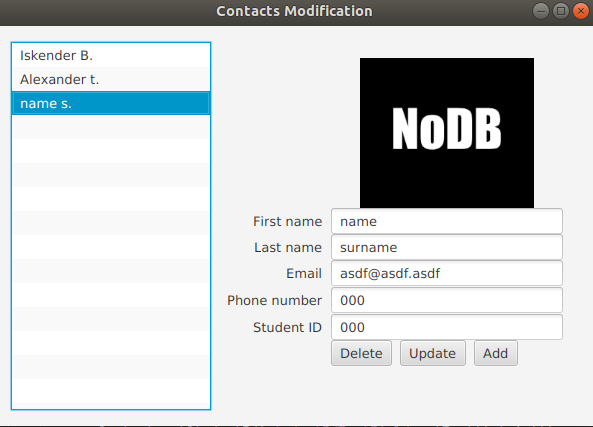 Contacts Modification
Iskender B.
Alexander t.
name s.
NoDB
First name name
Last name surname
Email asdf@asdf.asdf
Phone number 000
Student ID 000
Delete Update Add